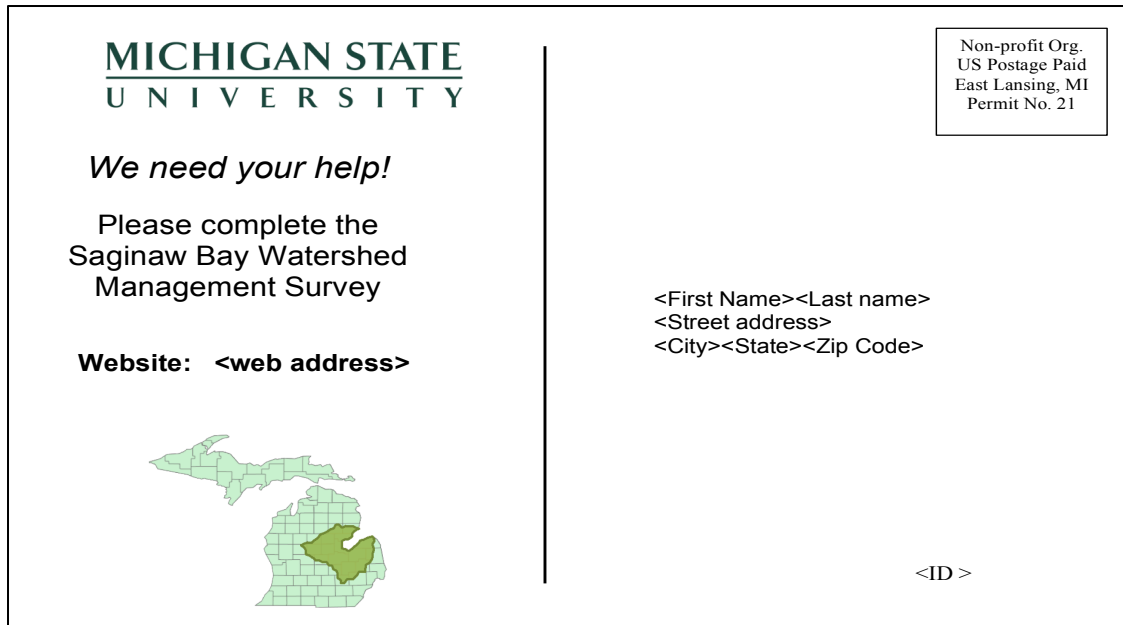 MICHIGAN STATE
UNIVERSITY
We need your help!
Please complete the
Saginaw Bay Watershed
Management Survey
Website: <web address>
Non-profit Org.
US Postage Paid
East Lansing, MI
Permit No. 21
<First Name><Last name>
<Street address>
<City><State><Zip Code>
<ID >